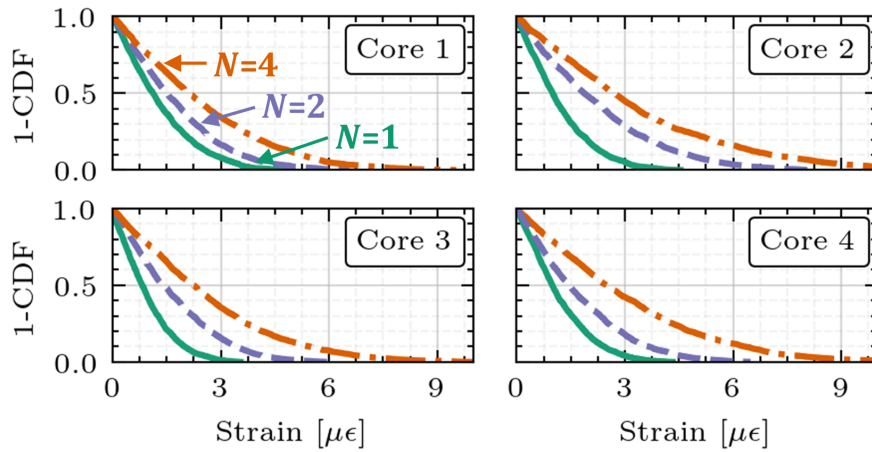 1.0
0.5
0.0
1-CDF
Core 1
N=4
N=2
N=1
Core 2
1.0
0.5
0.0
1-CDF
Core 3
Core 4
0 3 6 9
0 3 6 9
Strain [μϵ]
Strain [μϵ]